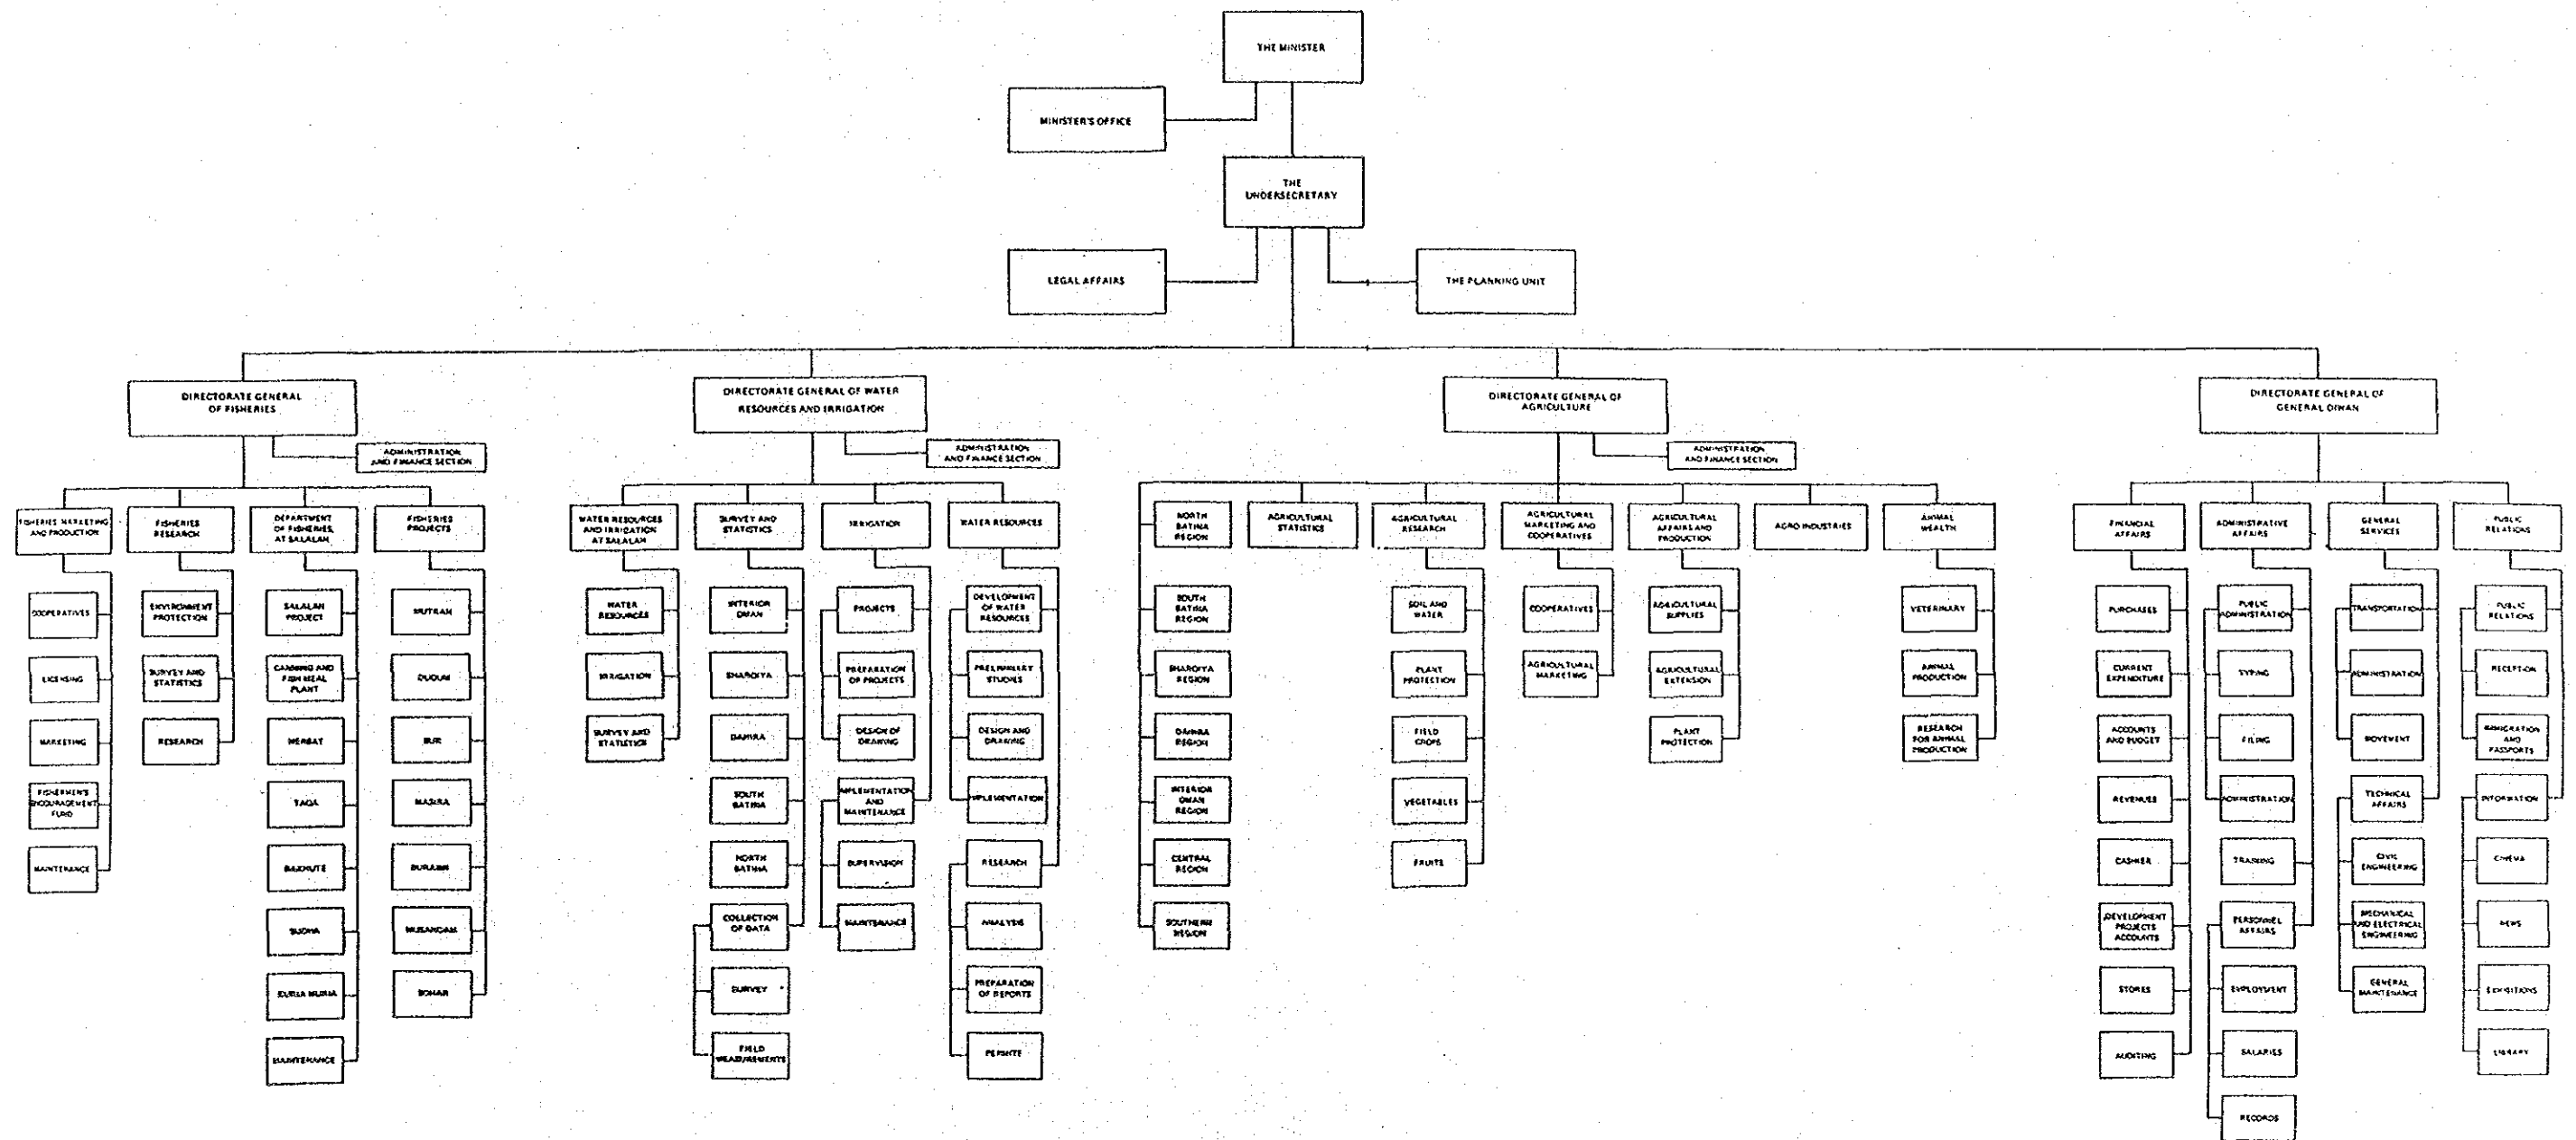 THE MINISTER
MINISTER'S OFFICE
THE
UNDERSECRETARY
LEGAL AFFAIRS
THE PLANNING UNIT
DIRECTORATE GENERAL
OF FISHERIES
ADMINISTRATION
AND FINANCE SECTION
DIRECTORATE GENERAL OF WATER
RESOURCES AND IRRIGATION
ADMINISTRATION
AND FINANCE SECTION
DIRECTORATE GENERAL OF
AGRICULTURE
ADMINISTRATION
AND FINANCE SECTION
DIRECTORATE GENERAL OF
GENERAL DIWAN
FISHERIES MARKETING
AND PRODUCTION
COOPERATIVES
LICENSING
MARKETING
FISHERMEN'S
ENCOURAGEMENT
FUND
MAINTENANCE
FISHERIES
RESEARCH
ENVIRONMENT
PROTECTION
SURVEY AND
STATISTICS
RESEARCH
DEPARTMENT
OF FISHERIES,
AT SALALAH
SALALAH
PROJECT
CANNING AND
FISH MEAL
PLANT
MERBAT
TAQA
RAKHUTE
SUDHA
KURIA MURIA
MAINTENANCE
FISHERIES
PROJECTS
MUTRAH
DUQUM
SUR
MASIRA
MUSANDAM
SOHAR
WATER RESOURCES
AND IRRIGATION
AT SALALAH
WATER
RESOURCES
IRRIGATION
SURVEY AND
STATISTICS
SURVEY AND
STATISTICS
INTERIOR
OMAN
SHARQIYA
DAHIRA
SOUTH
BATINA
NORTH
BATINA
COLLECTION
OF DATA
SURVEY
FIELD
MEASUREMENTS
IRRIGATION
PROJECTS
PREPARATION
OF PROJECTS
DESIGN OF
DRAWING
IMPLEMENTATION
AND
MAINTENANCE
SUPERVISION
MAINTENANCE
WATER RESOURCES
DEVELOPMENT
OF WATER
RESOURCES
PRELIMINARY
STUDIES
DESIGN AND
DRAWING
IMPLEMENTATION
RESEARCH
ANALYSIS
PREPARATION
OF REPORTS
PERMITE
NORTH
BATINA
REGION
SOUTH
BATINA
REGION
SHARQIYA
REGION
DAHIRA
REGION
INTERIOR
OMAN
REGION
CENTRAL
REGION
SOUTHERN
REGION
AGRICULTURAL
STATISTICS
AGRICULTURAL
RESEARCH
SOIL AND
WATER
PLANT
PROTECTION
FIELD
CROPS
VEGETABLES
FRUITS
AGRICULTURAL
MARKETING AND
COOPERATIVES
COOPERATIVES
AGRICULTURAL
MARKETING
AGRICULTURAL
AFFAIRS AND
PRODUCTION
AGRICULTURAL
SUPPLIES
AGRICULTURAL
EXTENSION
PLANT
PROTECTION
AGRO INDUSTRIES
ANIMAL
WEALTH
VETERINARY
ANIMAL
PRODUCTION
RESEARCH
FOR ANIMAL
PRODUCTION
FINANCIAL
AFFAIRS
PURCHASES
CURRENT
EXPENDITURE
ACCOUNTS
AND BUDGET
REVENUES
CASHIER
DEVELOPMENT
PROJECTS
ACCOUNTS
STORES
AUDITING
ADMINISTRATIVE
AFFAIRS
PUBLIC
ADMINISTRATION
TYPING
FILING
ADMINISTRATION
TRAINING
PERSONNEL
AFFAIRS
EMPLOYMENT
SALARIES
RECORDS
GENERAL
SERVICES
TRANSPORTATION
ADMINISTRATION
MOVEMENT
TECHNICAL
AFFAIRS
CIVIL
ENGINEERING
MECHANICAL
AND ELECTRICAL
ENGINEERING
GENERAL
MAINTENANCE
PUBLIC
RELATIONS
PUBLIC
RELATIONS
RECEPTION
IMMIGRATION
AND
PASSPORTS
INFORMATION
CINEMA
NEWS
EXHIBITIONS
LIBRARY